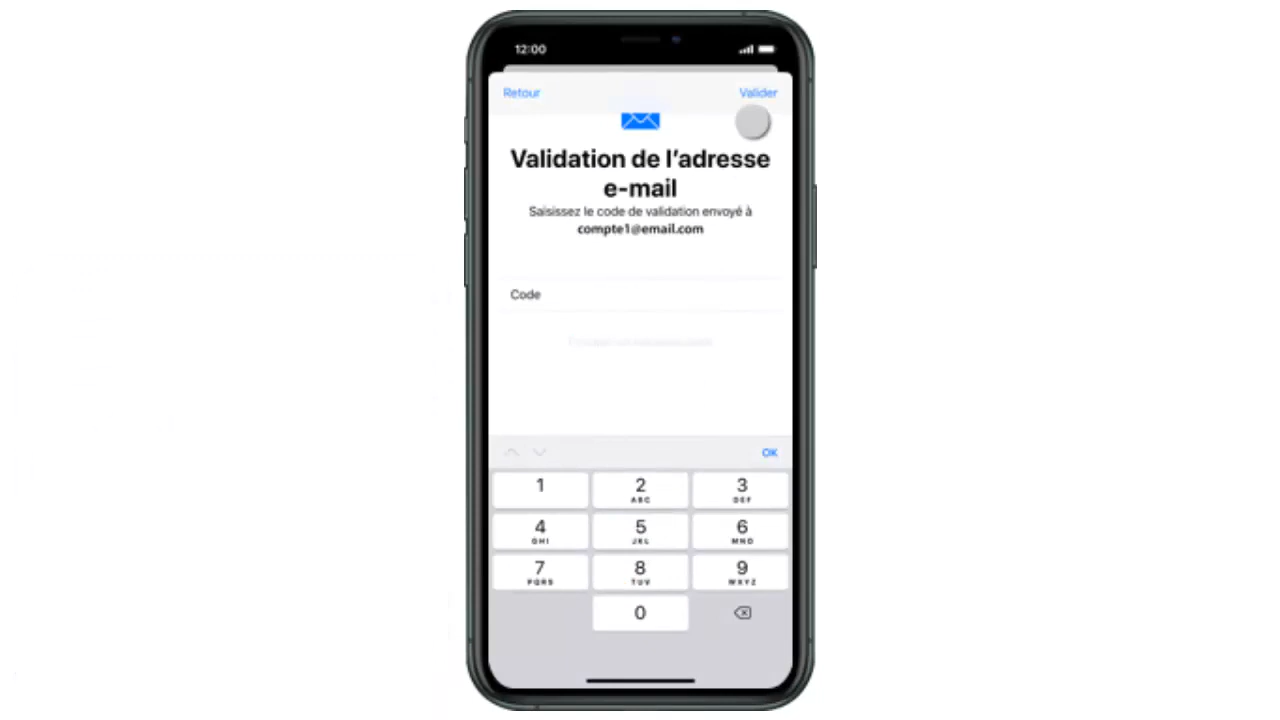 12:00
Retour
Valider
Validation de l'adresse
e-mail
Saisissez le code de validation envoyé à
compte1@email.com
Code
OK
1
2
ABC
3
DEF
4
GHI
5
JKL
6
MNO
7
PQRS
8
TUV
9
WXYZ
0